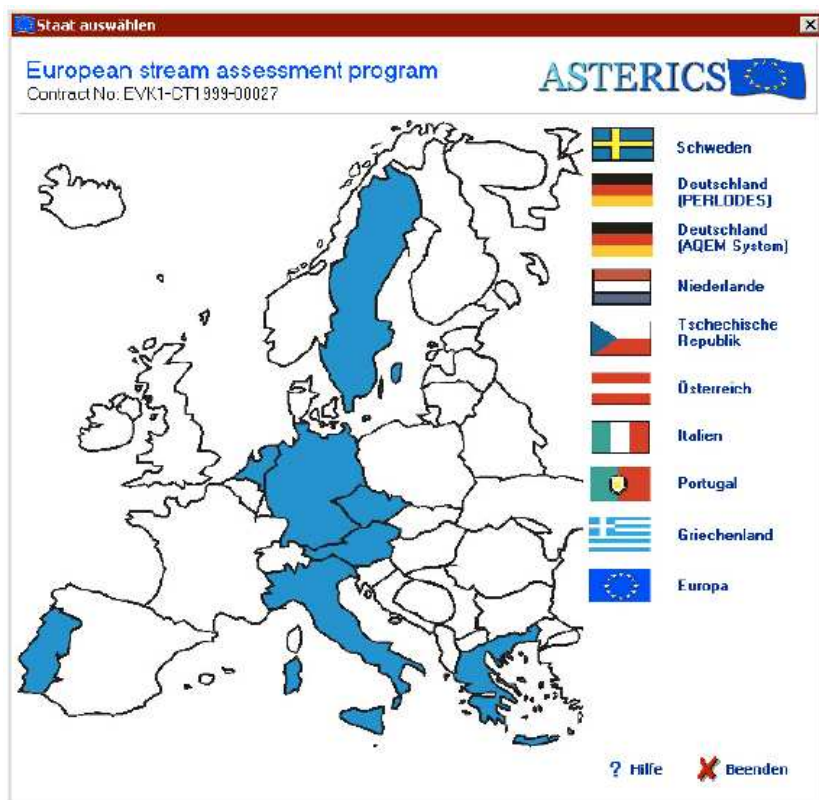 Staat auswählen
European stream assessment program
Contract No: EVK1-CT1999-00027
ASTERICS
Schweden
Deutschland
(PERLODES)
Deutschland
(AQEM System)
Niederlande
Tschechische
Republik
Österreich
Italien
Portugal
Griechenland
Europa
? Hilfe
Beenden